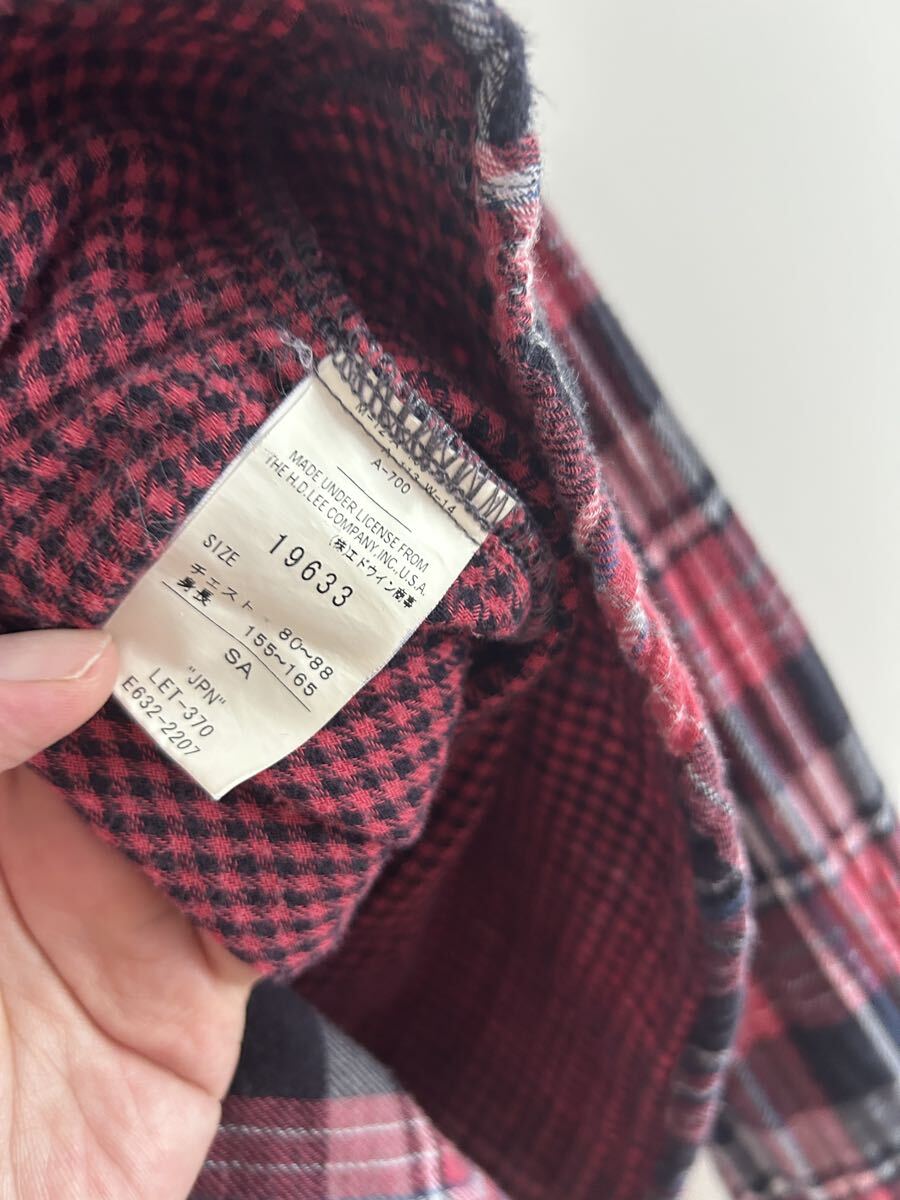 A-700
MADE UNDER LICENSE FROM
THE H.D.LEE COMPANY,INC.,U.S.A.
(株)エドウイン商事
19633
SIZE
チェスト 80~88
身長 155~165
SA
"JPN"
LET-370
E632-2207